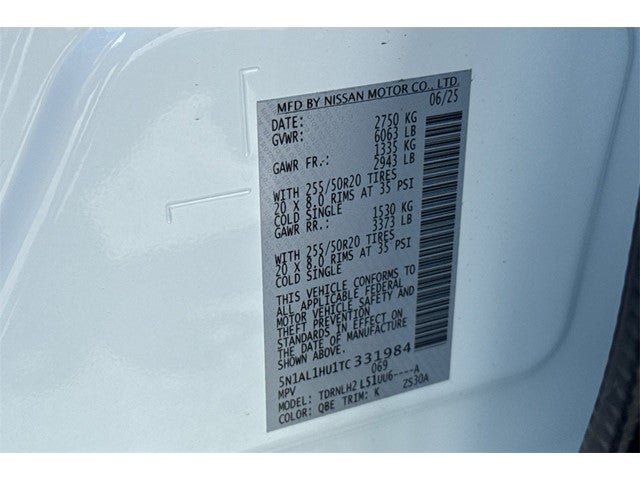 MFD BY NISSAN MOTOR CO., LTD.
DATE: 06/25
GVWR: 2750 KG
6063 LB
GAWR FR.: 1335 KG
2943 LB
WITH 255/50R20 TIRES
20 X 8.0 RIMS AT 35 PSI
COLD SINGLE
GAWR RR.: 1530 KG
3373 LB
WITH 255/50R20 TIRES
20 X 8.0 RIMS AT 35 PSI
COLD SINGLE
THIS VEHICLE CONFORMS TO
ALL APPLICABLE FEDERAL
MOTOR VEHICLE SAFETY AND
THEFT PREVENTION
STANDARDS IN EFFECT ON
THE DATE OF MANUFACTURE
SHOWN ABOVE.
5N1AL1HU1TC331984
MPV 069
MODEL: TDRNLH2 LS1UU6----A
COLOR: QBE TRIM: K ZS30A